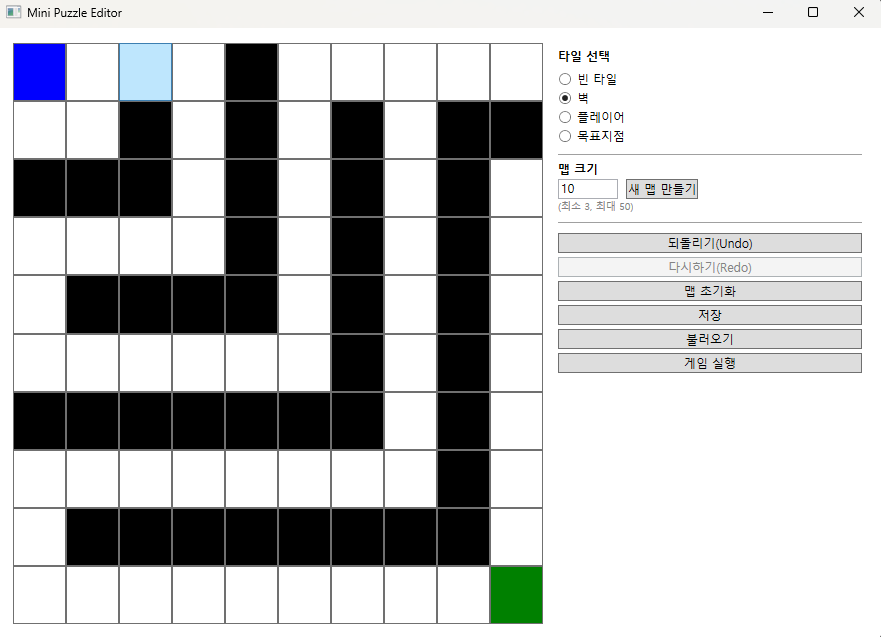 Mini Puzzle Editor
타일 선택
빈 타일
벽
플레이어
목표지점
맵 크기
10 새 맵 만들기
(최소 3, 최대 50)
되돌리기(Undo)
다시하기(Redo)
맵 초기화
저장
불러오기
게임 실행